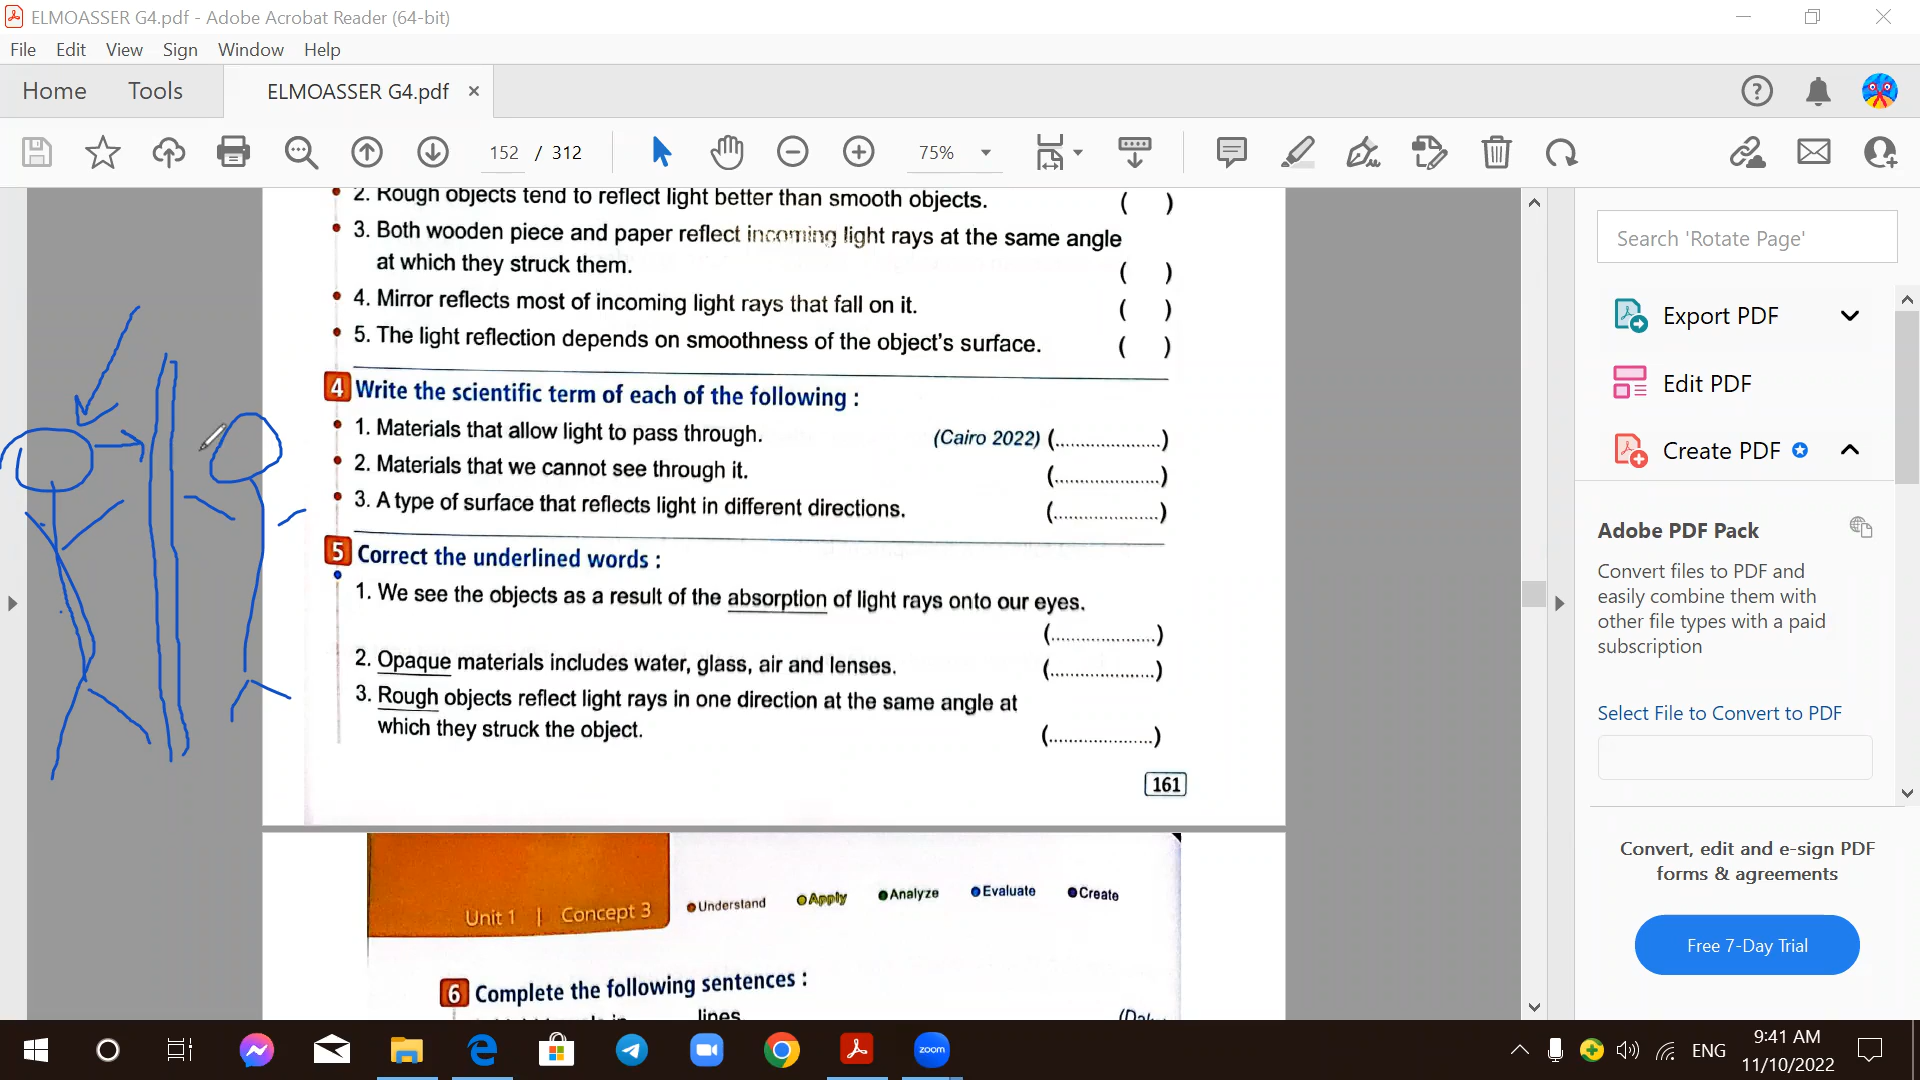 ELMOASSER G4.pdf - Adobe Acrobat Reader (64-bit)
File Edit View Sign Window Help
Home Tools ELMOASSER G4.pdf ×
152 / 312 75%
2. Rough objects tend to reflect light better than smooth objects. ( )
3. Both wooden piece and paper reflect incoming light rays at the same angle
at which they struck them. ( )
4. Mirror reflects most of incoming light rays that fall on it. ( )
5. The light reflection depends on smoothness of the object's surface. ( )
4 Write the scientific term of each of the following :
1. Materials that allow light to pass through. (Cairo 2022) (....................)
2. Materials that we cannot see through it. (....................)
3. A type of surface that reflects light in different directions. (....................)
5 Correct the underlined words :
1. We see the objects as a result of the absorption of light rays onto our eyes.
(....................)
2. Opaque materials includes water, glass, air and lenses. (....................)
3. Rough objects reflect light rays in one direction at the same angle at
which they struck the object. (....................)
161
Unit 1 | Concept 3 Understand Apply Analyze Evaluate Create
6 Complete the following sentences :
lines
Search 'Rotate Page'
Export PDF
Edit PDF
Create PDF
Adobe PDF Pack
Convert files to PDF and
easily combine them with
other file types with a paid
subscription
Select File to Convert to PDF
Convert, edit and e-sign PDF
forms & agreements
Free 7-Day Trial
zoom
ENG
9:41 AM
11/10/2022